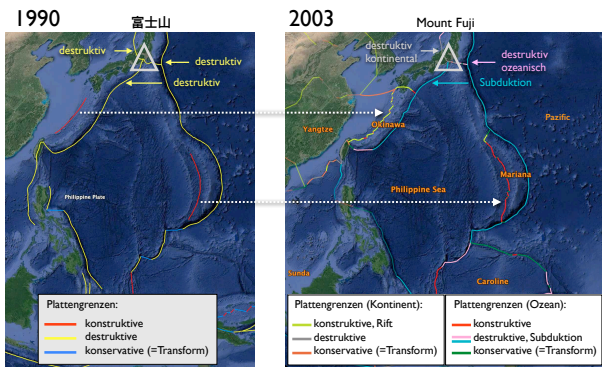 1990
富士山
destruktiv
destruktiv
destruktiv
Philippine Plate
Plattengrenzen:
konstruktive
destruktive
konservative (=Transform)
2003
Mount Fuji
destruktiv
kontinental
destruktiv
ozeanisch
Subduktion
Yangtze
Okinawa
Pacific
Philippine Sea
Mariana
Sunda
Caroline
Plattengrenzen (Kontinent):
konstruktive, Rift
destruktive
konservative (=Transform)
Plattengrenzen (Ozean):
konstruktive
destruktive, Subduktion
konservative (=Transform)